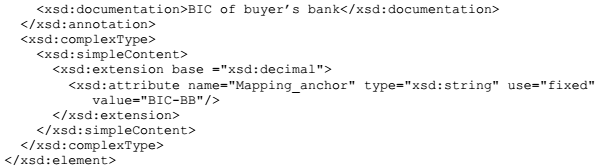 <xsd:documentation>BIC of buyer's bank</xsd:documentation>
</xsd:annotation>
<xsd:complexType>
<xsd:simpleContent>
<xsd:extension base ="xsd:decimal">
<xsd:attribute name="Mapping_anchor" type="xsd:string" use="fixed"
value="BIC-BB"/>
</xsd:extension>
</xsd:simpleContent>
</xsd:complexType>
</xsd:element>